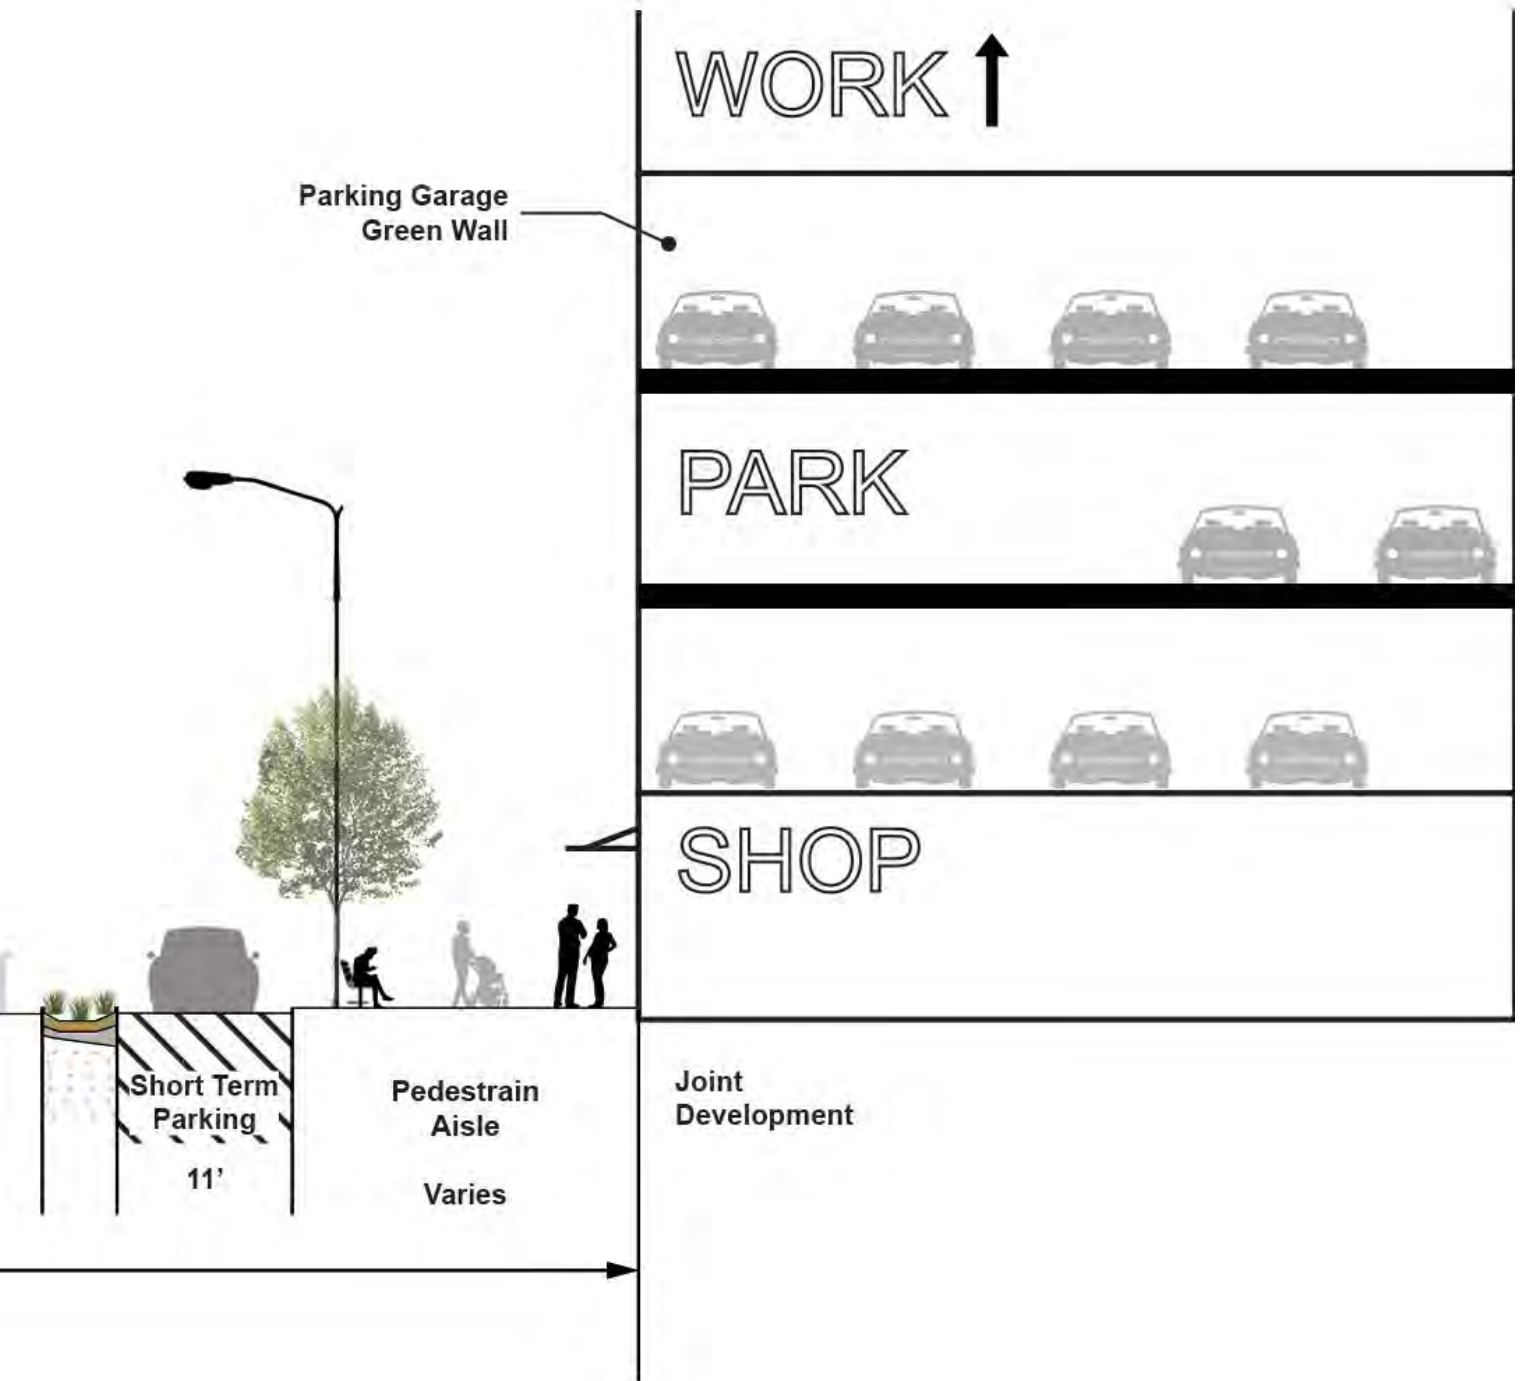 WORK
Parking Garage
Green Wall
PARK
SHOP
Short Term
Parking
11’
Pedestrain
Aisle
Varies
Joint
Development